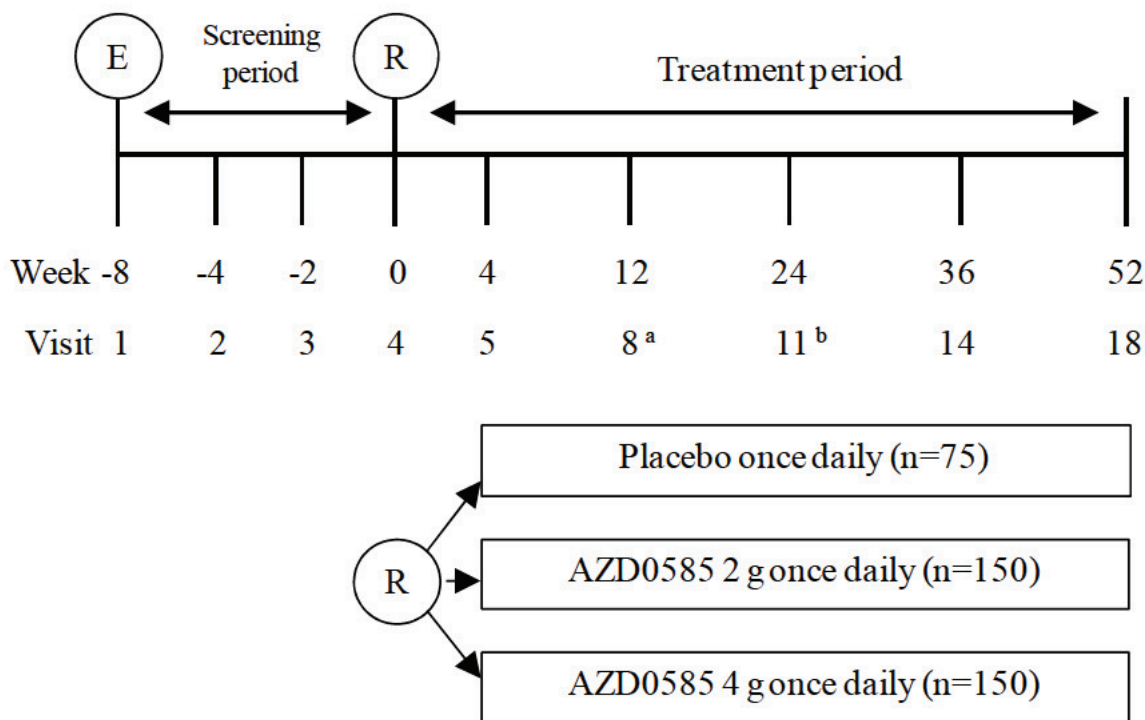 E
Screening
period
R
Treatment period
Week -8 -4 -2 0 4 12 24 36 52
Visit 1 2 3 4 5 8 a 11 b 14 18
Placebo once daily (n=75)
R
AZD0585 2 g once daily (n=150)
AZD0585 4 g once daily (n=150)